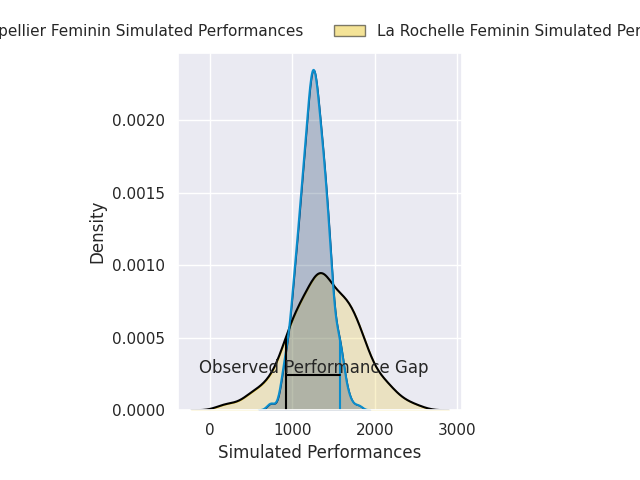 pellier Feminin Simulated Performances
La Rochelle Feminin Simulated Per
0.0020
0.0015
0.0010
0.0005
0.0000
Density
Observed Performance Gap
0 1000 2000 3000
Simulated Performances